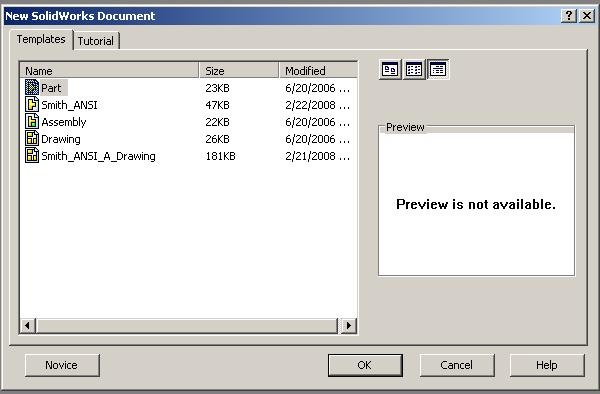 New SolidWorks Document
Templates Tutorial
Name Size Modified
Part 23KB 6/20/2006 ...
Smith_ANSI 47KB 2/22/2008 ...
Assembly 22KB 6/20/2006 ...
Drawing 26KB 6/20/2006 ...
Smith_ANSI_A_Drawing 181KB 2/21/2008 ...
Preview
Preview is not available.
Novice OK Cancel Help